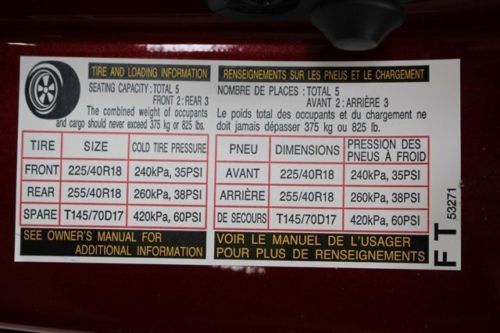 TIRE AND LOADING INFORMATION
SEATING CAPACITY : TOTAL 5
FRONT 2 : REAR 3
The combined weight of occupants
and cargo should never exceed 375 kg or 825 lbs.
TIRE SIZE COLD TIRE PRESSURE
FRONT 225/40R18 240kPa, 35PSI
REAR 255/40R18 260kPa, 38PSI
SPARE T145/70D17 420kPa, 60PSI
SEE OWNER'S MANUAL FOR
ADDITIONAL INFORMATION
RENSEIGNEMENTS SUR LES PNEUS ET LE CHARGEMENT
NOMBRE DE PLACES : TOTAL 5
AVANT 2 : ARRIÈRE 3
Le poids total des occupants et du chargement ne
doit jamais dépasser 375 kg ou 825 lb.
PNEU DIMENSIONS PRESSION DES
PNEUS À FROID
AVANT 225/40R18 240kPa, 35PSI
ARRIÈRE 255/40R18 260kPa, 38PSI
DE SECOURS T145/70D17 420kPa, 60PSI
VOIR LE MANUEL DE L'USAGER
POUR PLUS DE RENSEIGNEMENTS
F T 53271